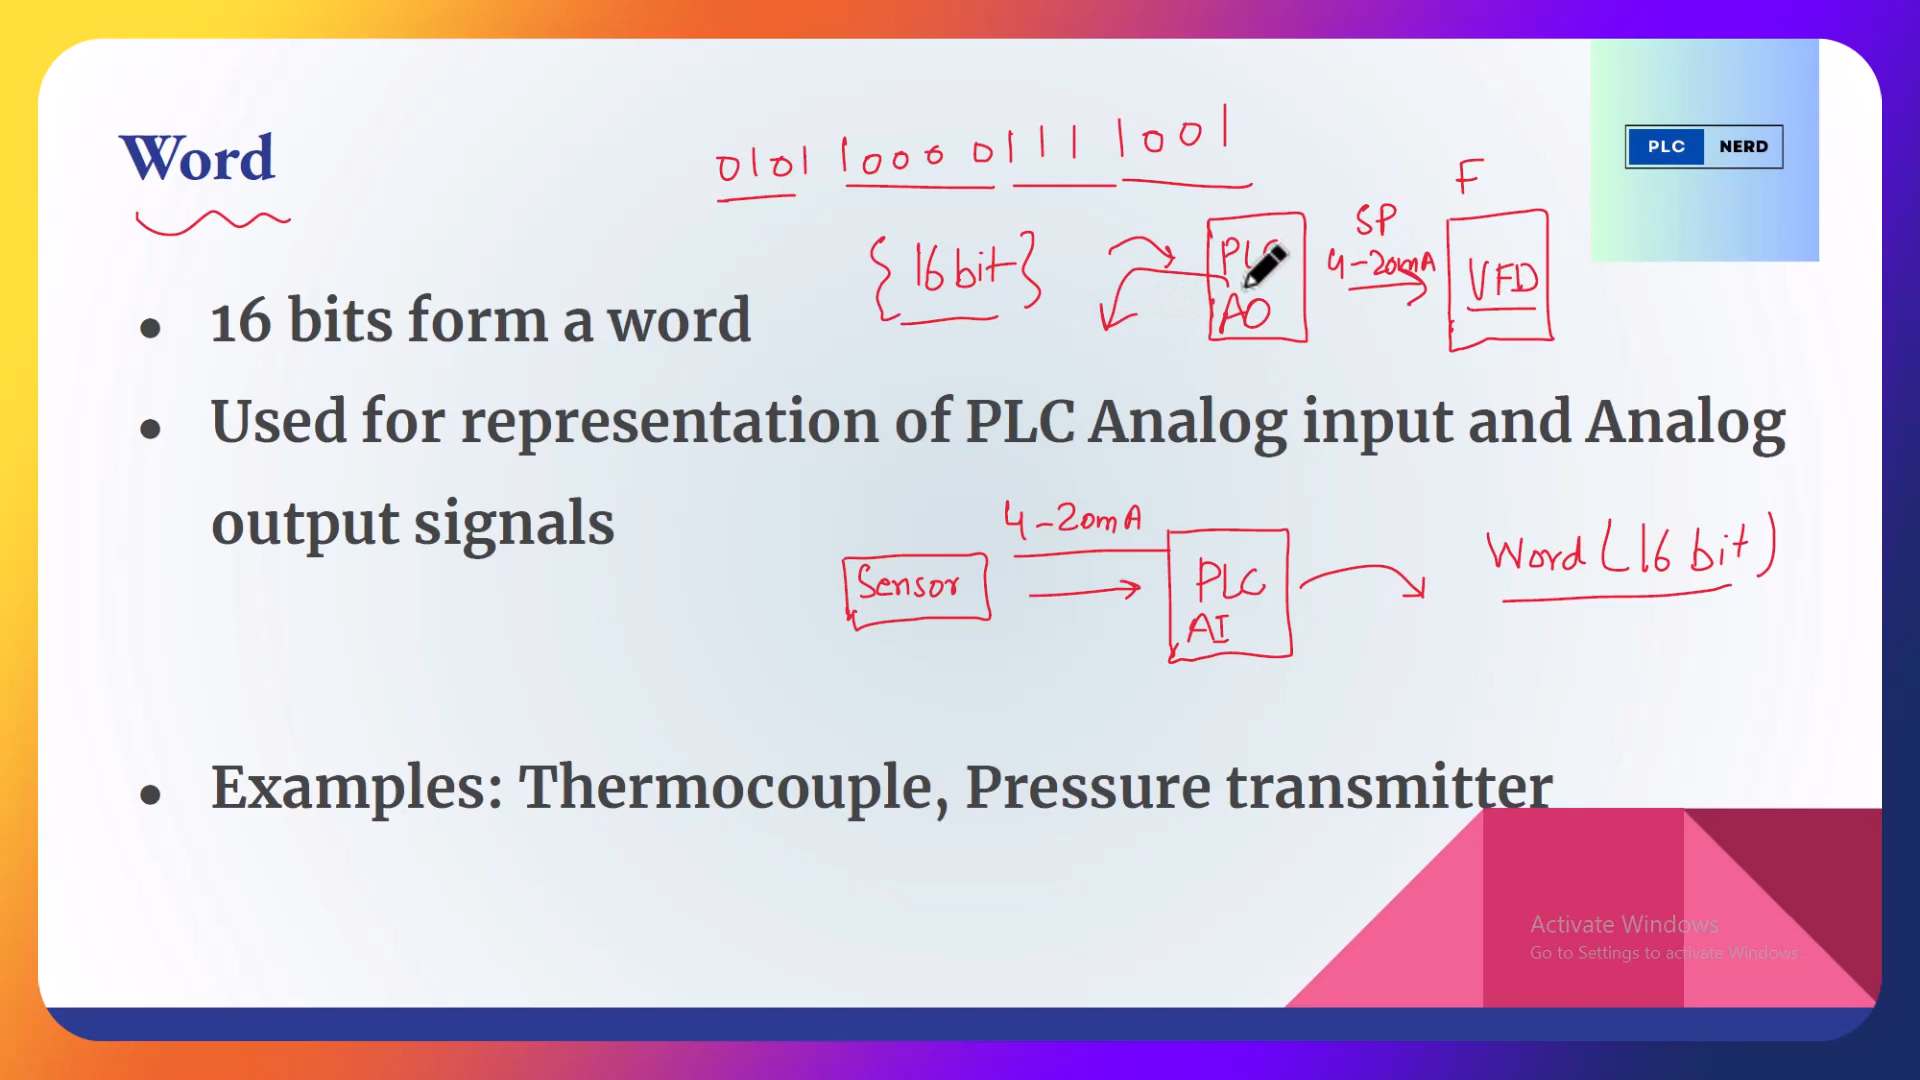 PLC NERD
0101 1000 0111 1001
Word
F
SP
{16 bit}
PLC
4-20mA
VFD
AO
16 bits form a word
Used for representation of PLC Analog input and Analog
output signals
4-20mA
Word (16 bit)
Sensor
PLC
AI
Examples: Thermocouple, Pressure transmitter
Activate Windows
Go to Settings to activate Windows.